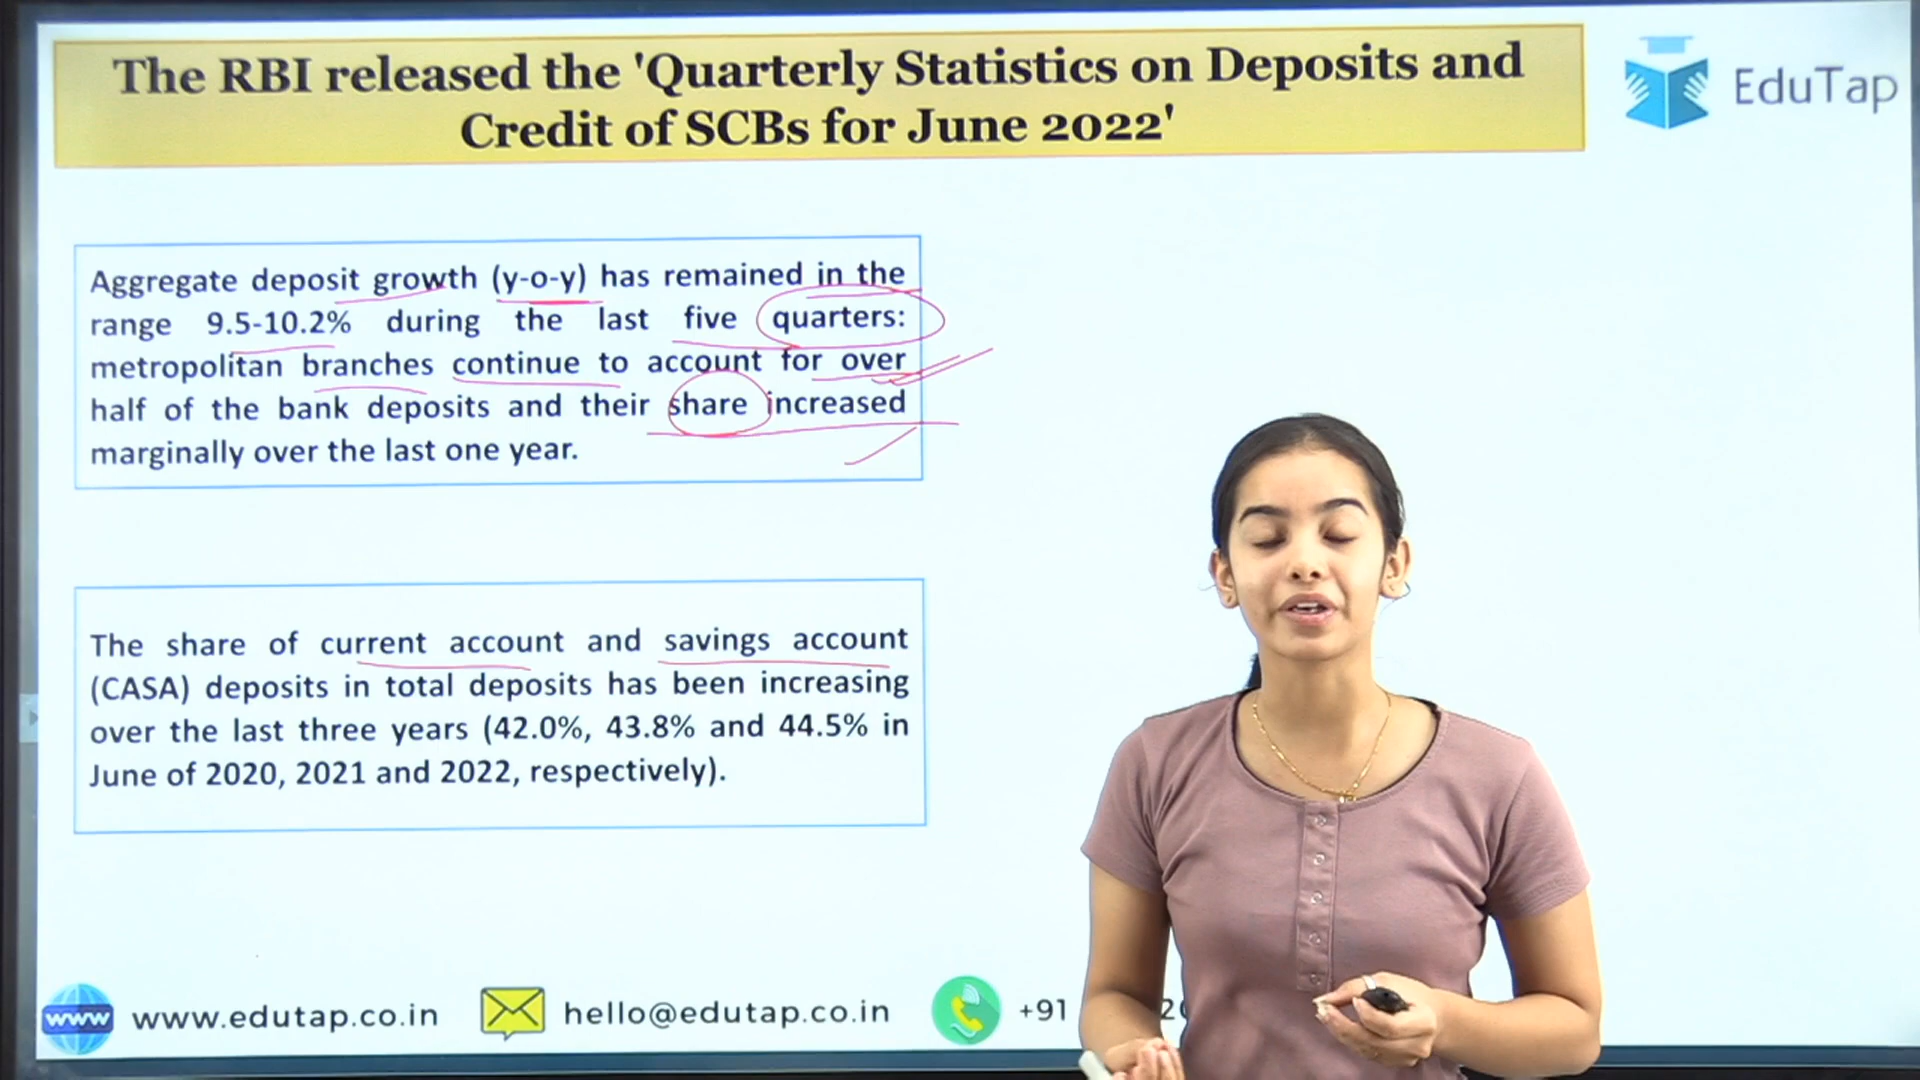 The RBI released the 'Quarterly Statistics on Deposits and
Credit of SCBs for June 2022'
EduTap
Aggregate deposit growth (y-o-y) has remained in the
range 9.5-10.2% during the last five quarters:
metropolitan branches continue to account for over
half of the bank deposits and their share increased
marginally over the last one year.
The share of current account and savings account
(CASA) deposits in total deposits has been increasing
over the last three years (42.0%, 43.8% and 44.5% in
June of 2020, 2021 and 2022, respectively).
www www.edutap.co.in hello@edutap.co.in +91